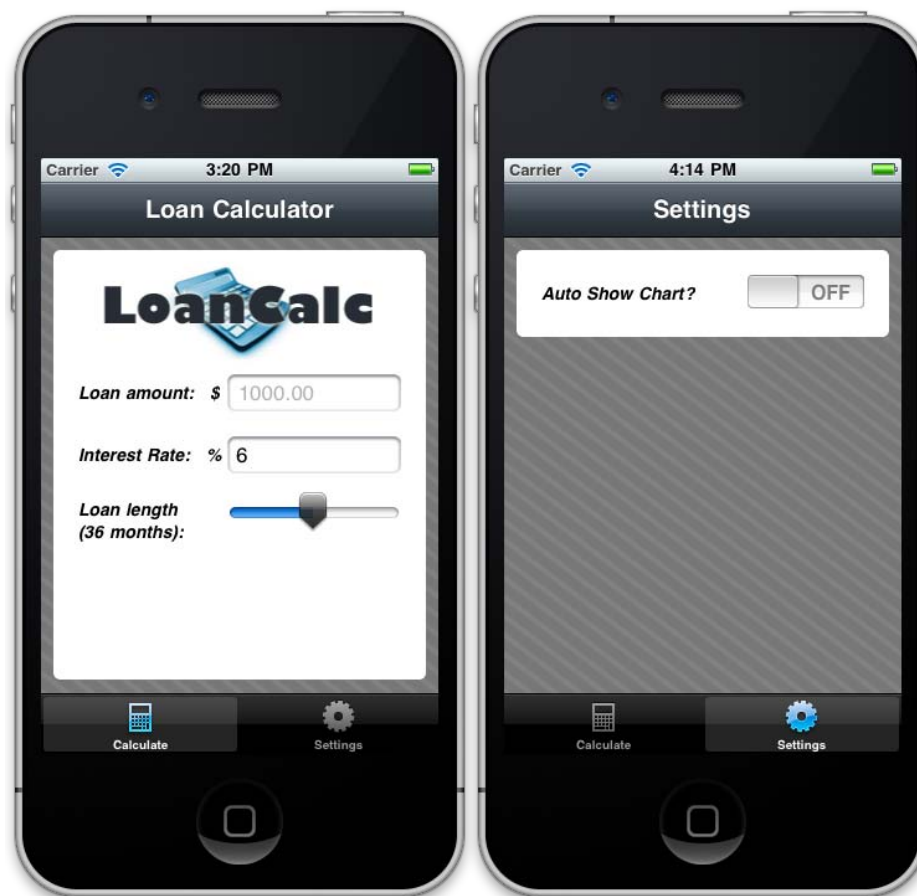 Carrier 3:20 PM
Loan Calculator
LoanCalc
Loan amount: $ 1000.00
Interest Rate: % 6
Loan length
(36 months):
Calculate Settings
Carrier 4:14 PM
Settings
Auto Show Chart? OFF
Calculate Settings